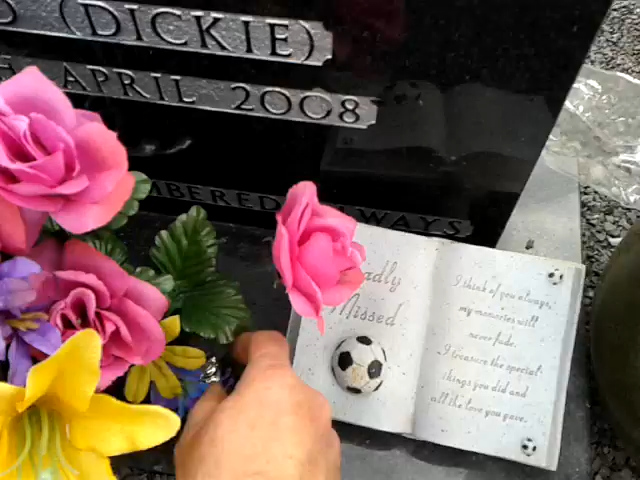 (DICKIE)
APRIL 2008
ALWAYS
Missed
I think of you always,
my memories will
never fade.
I treasure the special
things you did and
all the love you gave.